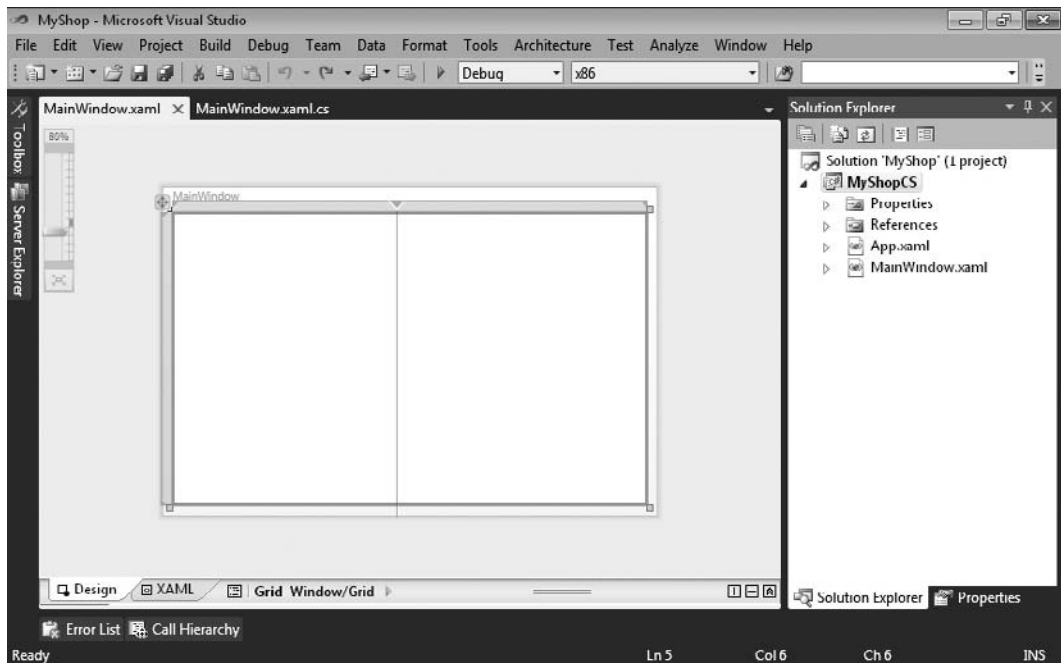 MyShop - Microsoft Visual Studio
File Edit View Project Build Debug Team Data Format Tools Architecture Test Analyze Window Help
Debug x86
MainWindow.xaml MainWindow.xaml.cs
Solution Explorer
Toolbox
Server Explorer
80%
MainWindow
Solution 'MyShop' (1 project)
MyShopCS
Properties
References
App.xaml
MainWindow.xaml
Design XAML Grid Window/Grid
Solution Explorer Properties
Error List Call Hierarchy
Ready Ln 5 Col 6 Ch 6 INS